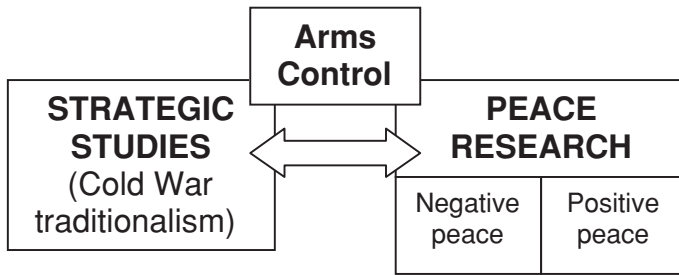 Arms
Control
STRATEGIC
STUDIES
(Cold War
traditionalism)
PEACE
RESEARCH
Negative
peace
Positive
peace